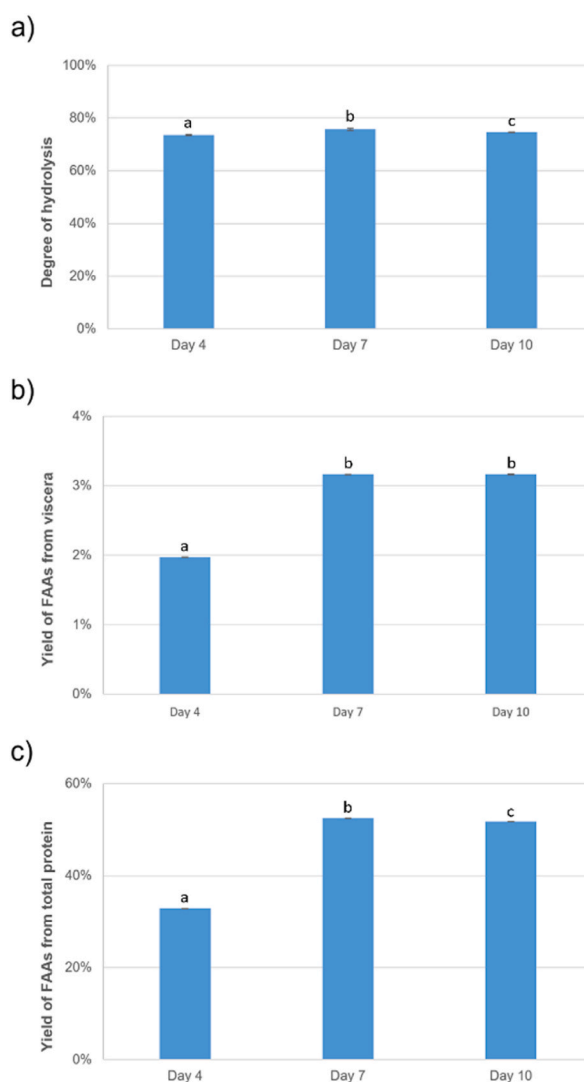 a)
Degree of hydrolysis
100%
80%
60%
40%
20%
0%
a
b
c
Day 4
Day 7
Day 10
b)
Yield of FAAs from viscera
4%
3%
2%
1%
0%
a
b
b
Day 4
Day 7
Day 10
c)
Yield of FAAs from total protein
60%
40%
20%
0%
a
b
c
Day 4
Day 7
Day 10